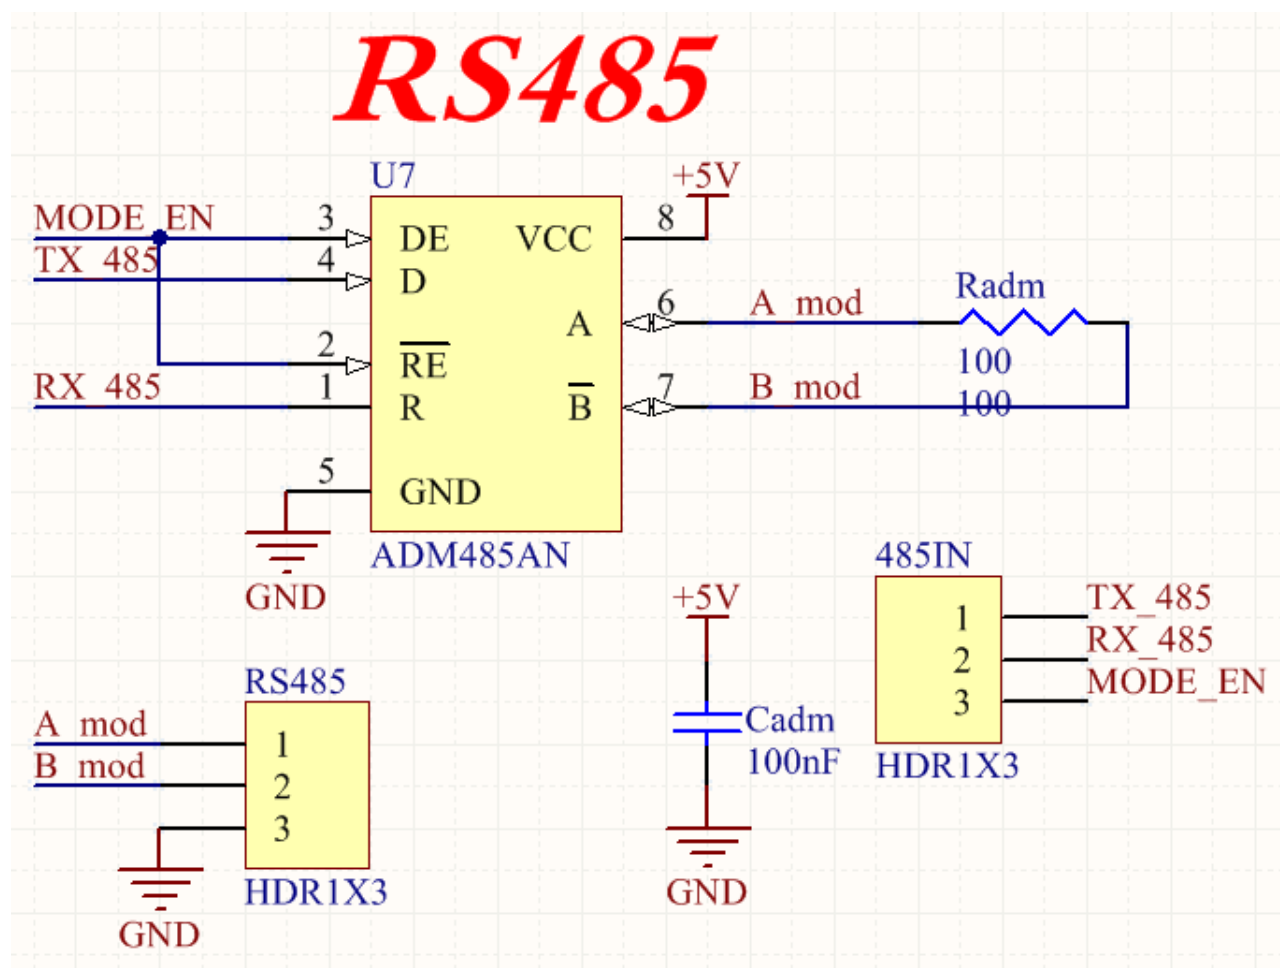 RS485
U7
+5V
MODE_EN 3 DE VCC 8
TX_485 4 D
A 6 A_mod Radm
2 RE 100
RX_485 1 R B 7 B_mod 100
5 GND
GND
ADM485AN
485IN
+5V
1 TX_485
2 RX_485
3 MODE_EN
HDR1X3
RS485
A_mod 1
B_mod 2
3
GND
HDR1X3
Cadm
100nF
GND